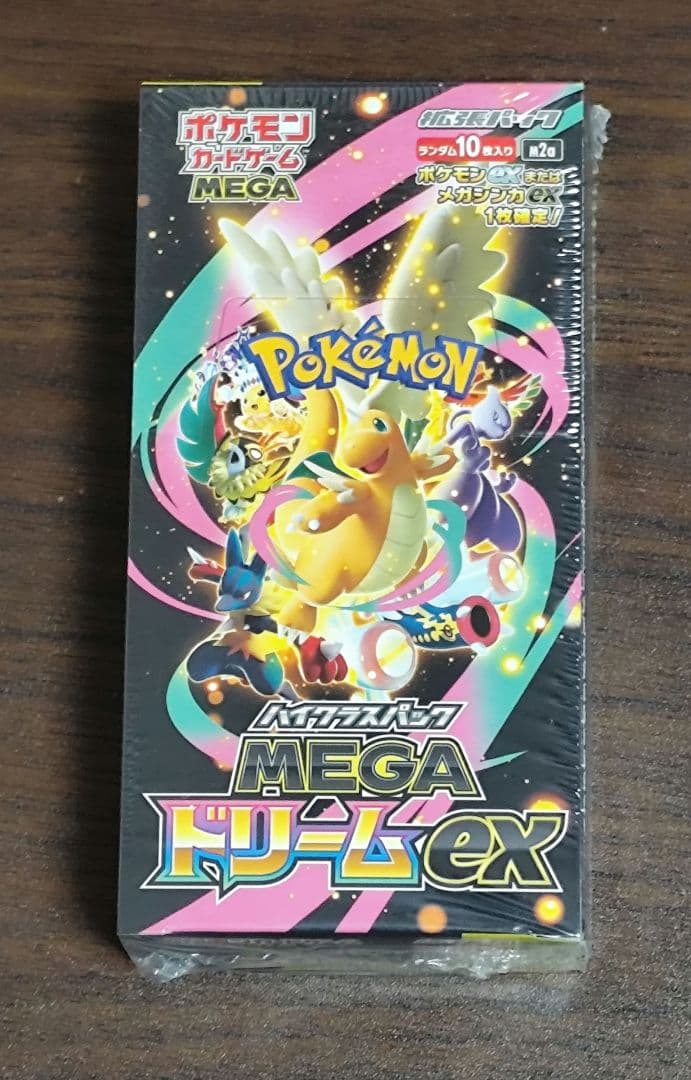 ポケモン
カードゲーム
MEGA
拡張パック
ランダム10枚入り
M2a
ポケモンexまたは
メガシンカex
1枚確定!
POKéMON
ハイクラスパック
MEGA
ドリームex